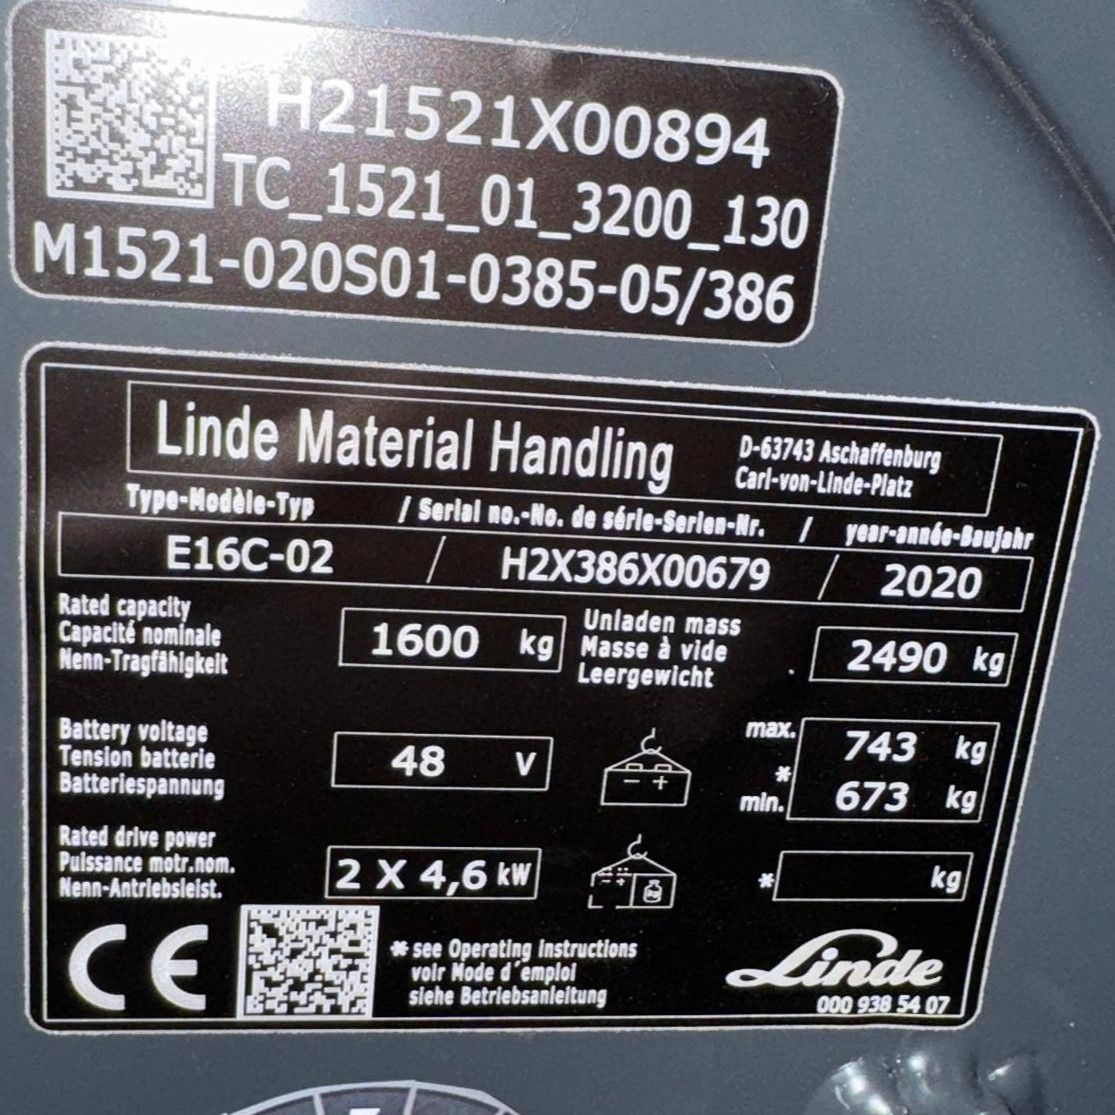 H21521X00894
TC_1521_01_3200_130
M1521-020S01-0385-05/386
Linde Material Handling
D-63743 Aschaffenburg
Carl-von-Linde-Platz
Type-Modèle-Typ / Serial no.-No. de série-Serien-Nr. / year-année-Baujahr
E16C-02 / H2X386X00679 / 2020
Rated capacity
Capacité nominale
Nenn-Tragfähigkeit
1600 kg
Unladen mass
Masse à vide
Leergewicht
2490 kg
Battery voltage
Tension batterie
Batteriespannung
48 V
max. 743 kg
*
min. 673 kg
Rated drive power
Puissance motr.nom.
Nenn-Antriebsleist.
2 X 4,6 kW
* kg
CE
* see Operating instructions
voir Mode d'emploi
siehe Betriebsanleitung
Linde
000 938 54 07